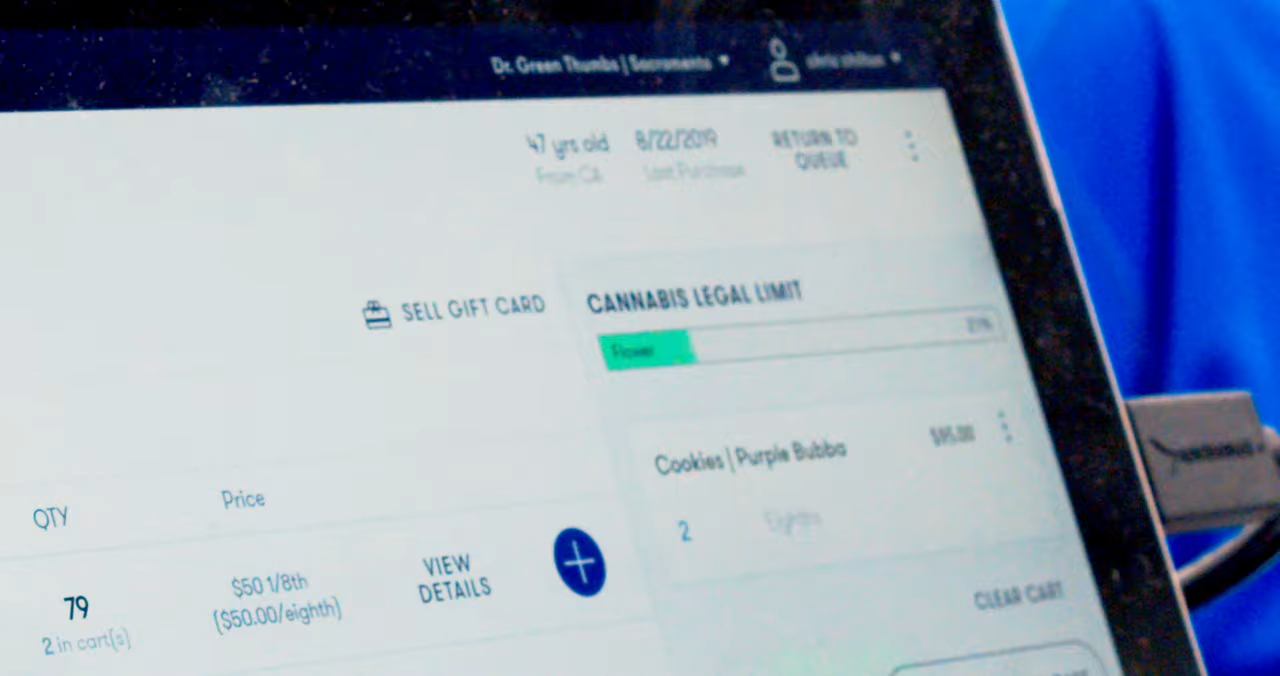 Dr. Green Thumbs | Sacramento
47 yrs old
8/22/2019
RETURN TO
QUEUE
From CA
Last Purchase
SELL GIFT CARD
CANNABIS LEGAL LIMIT
Flower
Cookies | Purple Bubba
2
Eighths
QTY
Price
79
2 in cart(s)
$50 1/8th
($50.00/eighth)
VIEW
DETAILS
CLEAR CART